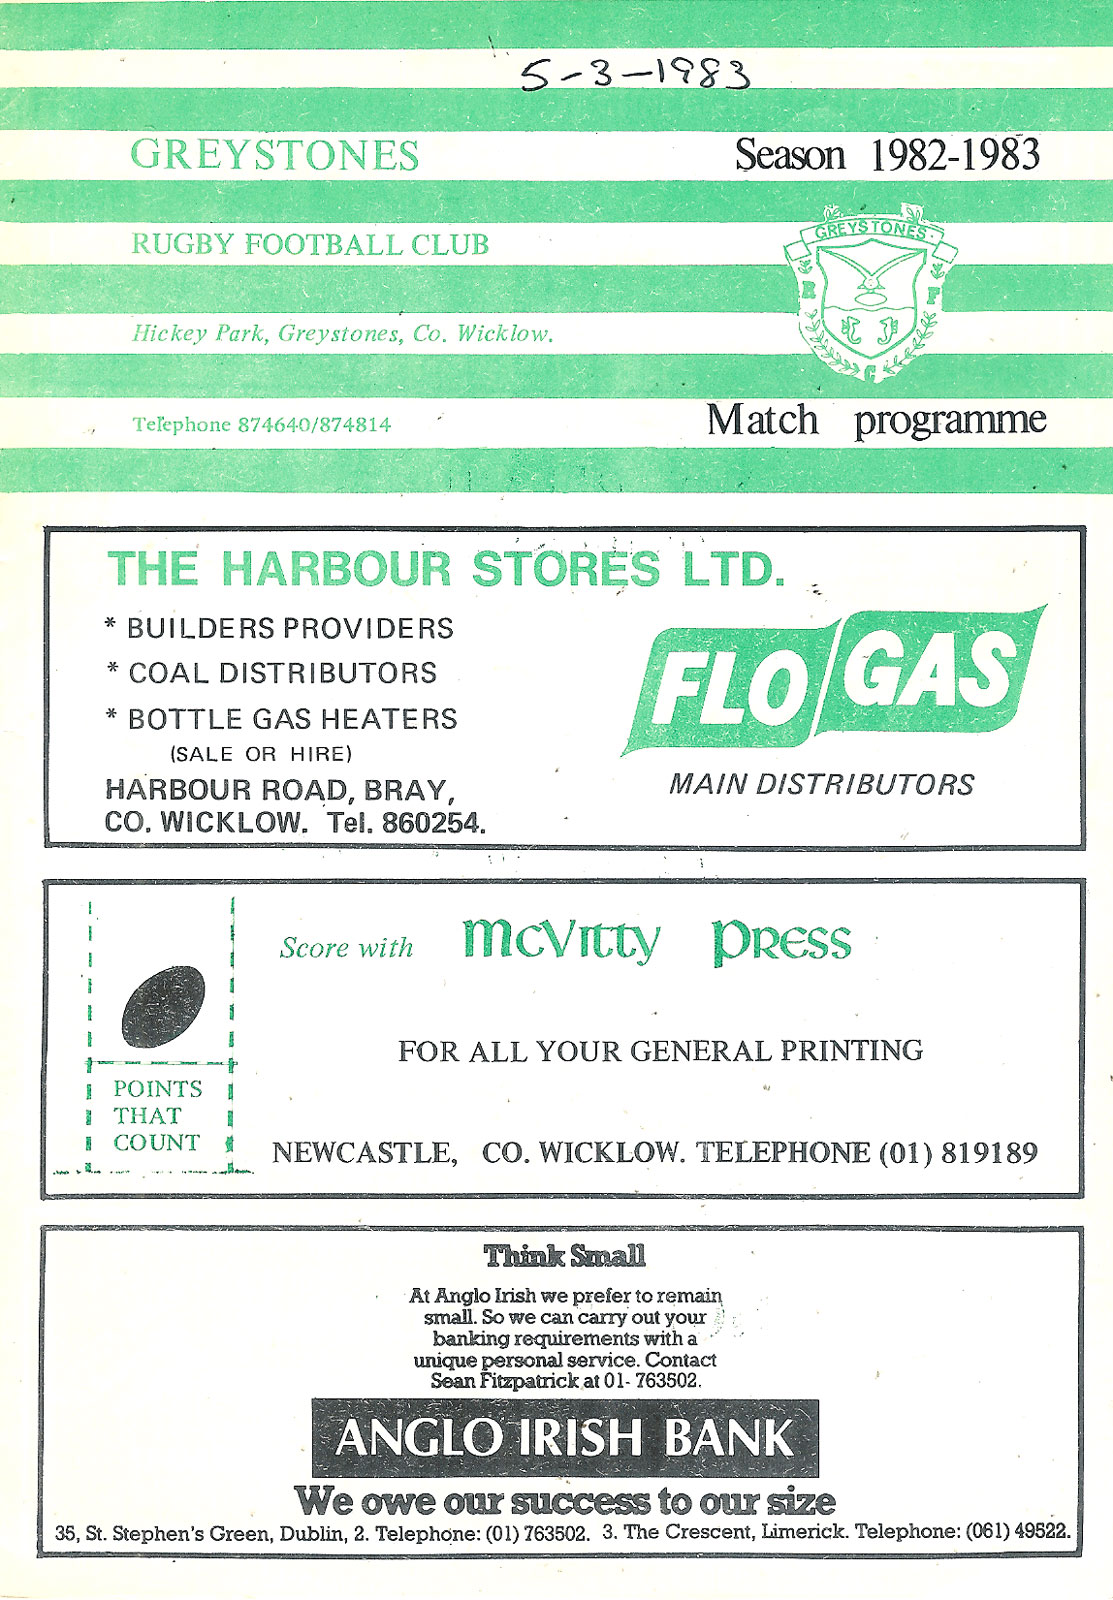 5-3-1983
GREYSTONES
Season 1982-1983
RUGBY FOOTBALL CLUB
GREYSTONES
R F
C
Hickey Park, Greystones, Co. Wicklow.
Telephone 874640/874814
Match programme
THE HARBOUR STORES LTD.
* BUILDERS PROVIDERS
* COAL DISTRIBUTORS
* BOTTLE GAS HEATERS
(SALE OR HIRE)
HARBOUR ROAD, BRAY,
CO. WICKLOW. Tel. 860254.
FLO GAS
MAIN DISTRIBUTORS
Score with McVitty Press
FOR ALL YOUR GENERAL PRINTING
POINTS
THAT
COUNT
NEWCASTLE, CO. WICKLOW. TELEPHONE (01) 819189
Think Small
At Anglo Irish we prefer to remain
small. So we can carry out your
banking requirements with a
unique personal service. Contact
Sean Fitzpatrick at 01- 763502.
ANGLO IRISH BANK
We owe our success to our size
35, St. Stephen's Green, Dublin, 2. Telephone: (01) 763502. 3. The Crescent, Limerick. Telephone: (061) 49522.